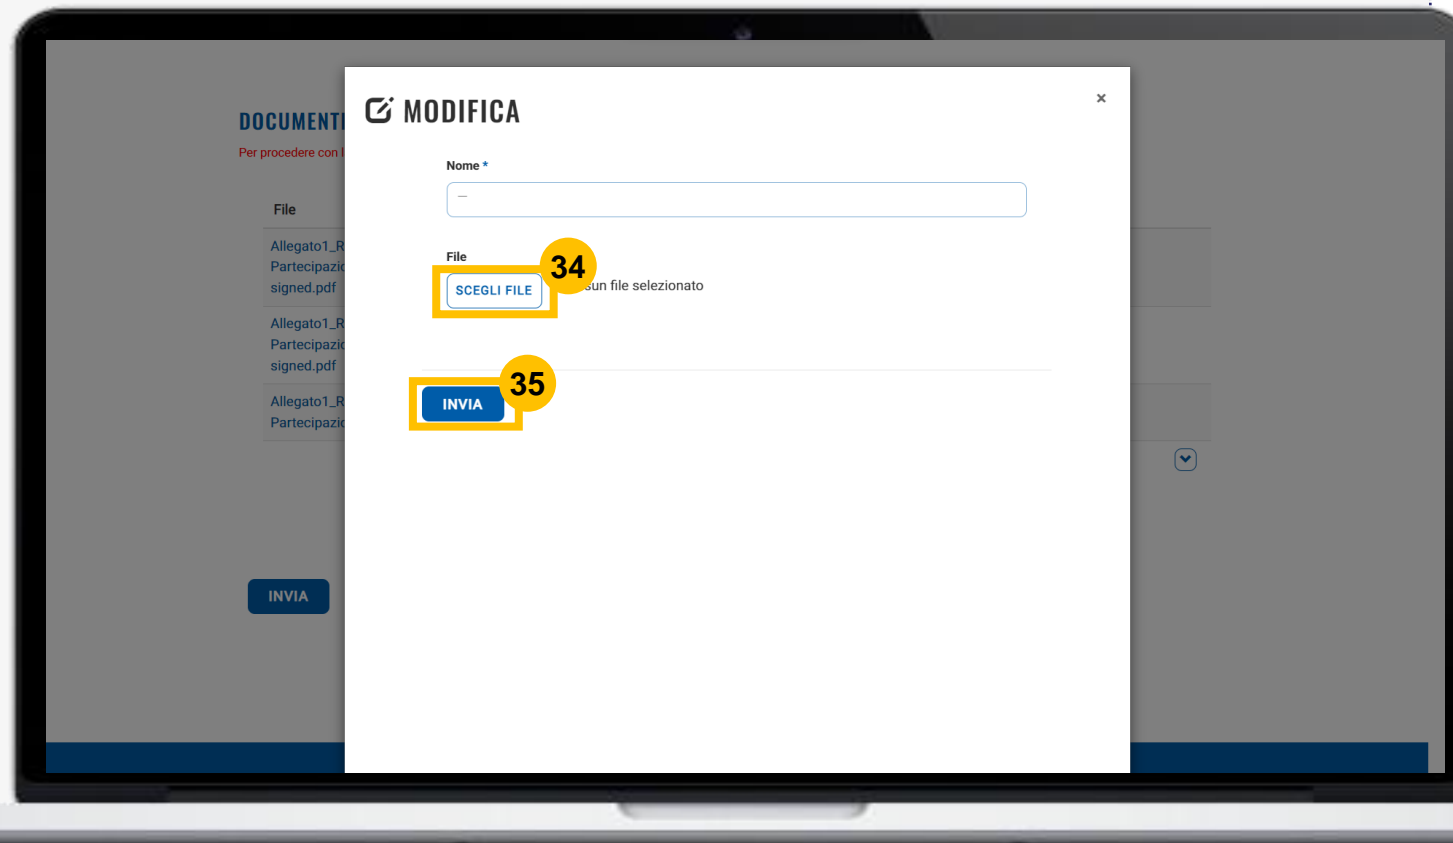 DOCUMENTI
Per procedere con
File
Allegato1_R
Partecipazio
signed.pdf
Allegato1_R
Partecipazio
signed.pdf
Allegato1_R
Partecipazio
INVIA
MODIFICA
×
Nome *
—
File
34
SCEGLI FILE
sun file selezionato
35
INVIA